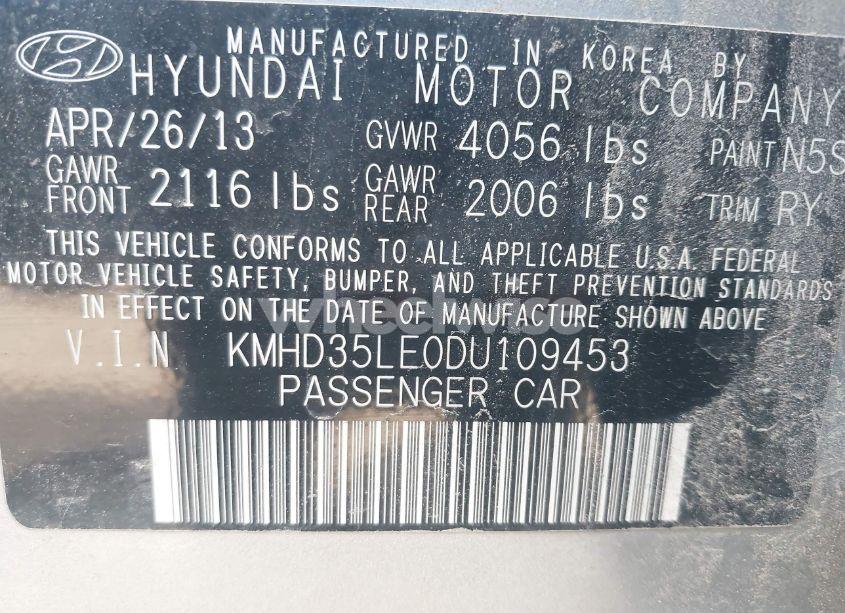 MANUFACTURED IN KOREA BY
HYUNDAI MOTOR COMPANY
APR/26/13 GVWR 4056 lbs PAINT N5S
GAWR FRONT 2116 lbs GAWR REAR 2006 lbs TRIM RY
THIS VEHICLE CONFORMS TO ALL APPLICABLE U.S.A. FEDERAL
MOTOR VEHICLE SAFETY, BUMPER, AND THEFT PREVENTION STANDARDS
IN EFFECT ON THE DATE OF MANUFACTURE SHOWN ABOVE
wheelwise
V.I.N KMHD35LE0DU109453
PASSENGER CAR